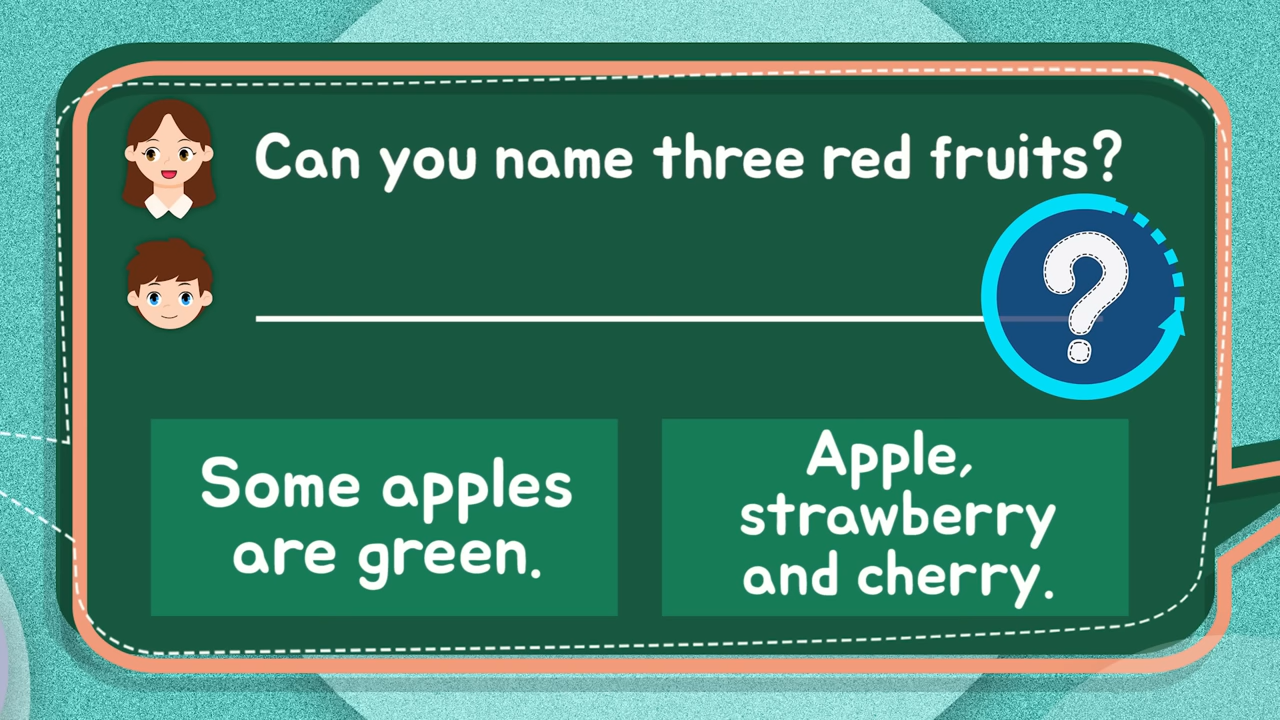 Can you name three red fruits?
?
Some apples
are green.
Apple,
strawberry
and cherry.